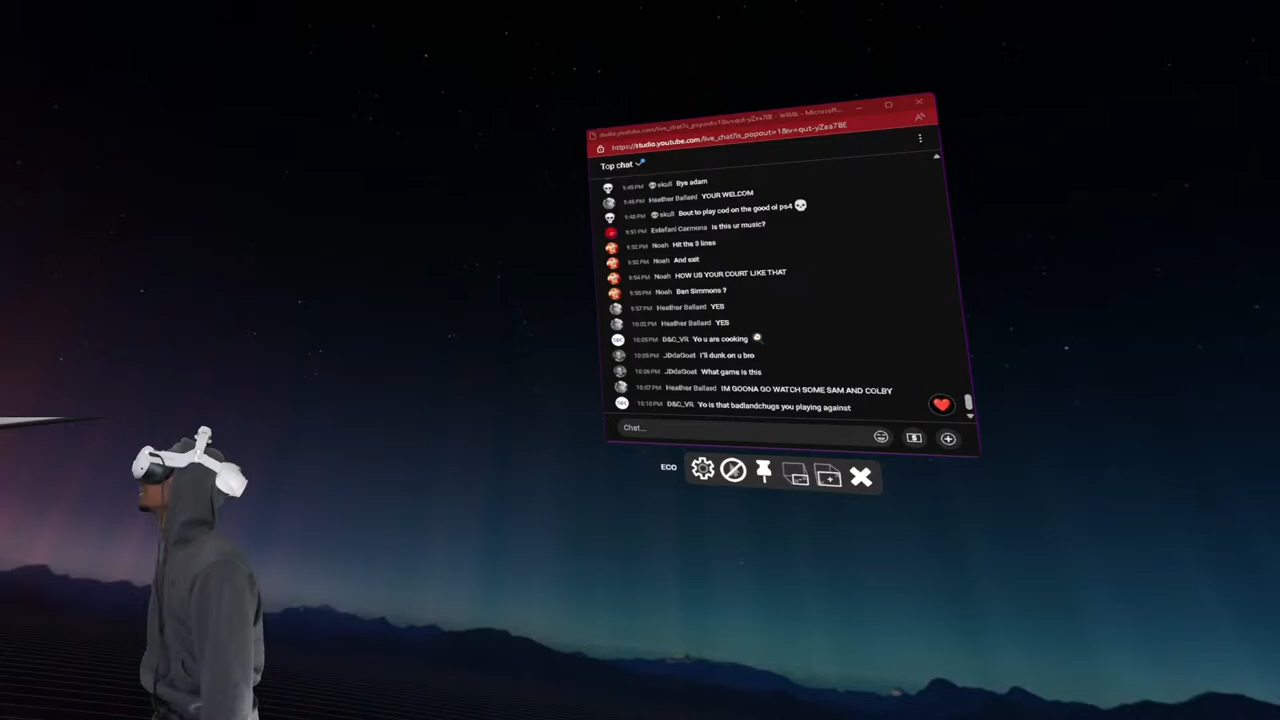 https://studio.youtube.com/live_chat?is_popout=1&v=qut-yZea7BE
Top chat
9:45 PM skull Bye adam
9:46 PM Heather Ballard YOUR WELCOM
9:48 PM skull Bout to play cod on the good ol ps4 💀
9:51 PM Estefani Carmona Is this ur music?
9:52 PM Noah Hit the 3 lines
9:52 PM Noah And exit
9:54 PM Noah HOW US YOUR COURT LIKE THAT
9:55 PM Noah Ben Simmons ?
9:57 PM Heather Ballard YES
10:02 PM Heather Ballard YES
10:05 PM D&C_VR Yo u are cooking
10:05 PM JDdaGoat I'll dunk on u bro
10:06 PM JDdaGoat What game is this
10:07 PM Heather Ballard IM GOONA GO WATCH SOME SAM AND COLBY
10:10 PM D&C_VR Yo is that badlandchugs you playing against
Chat...
ECO